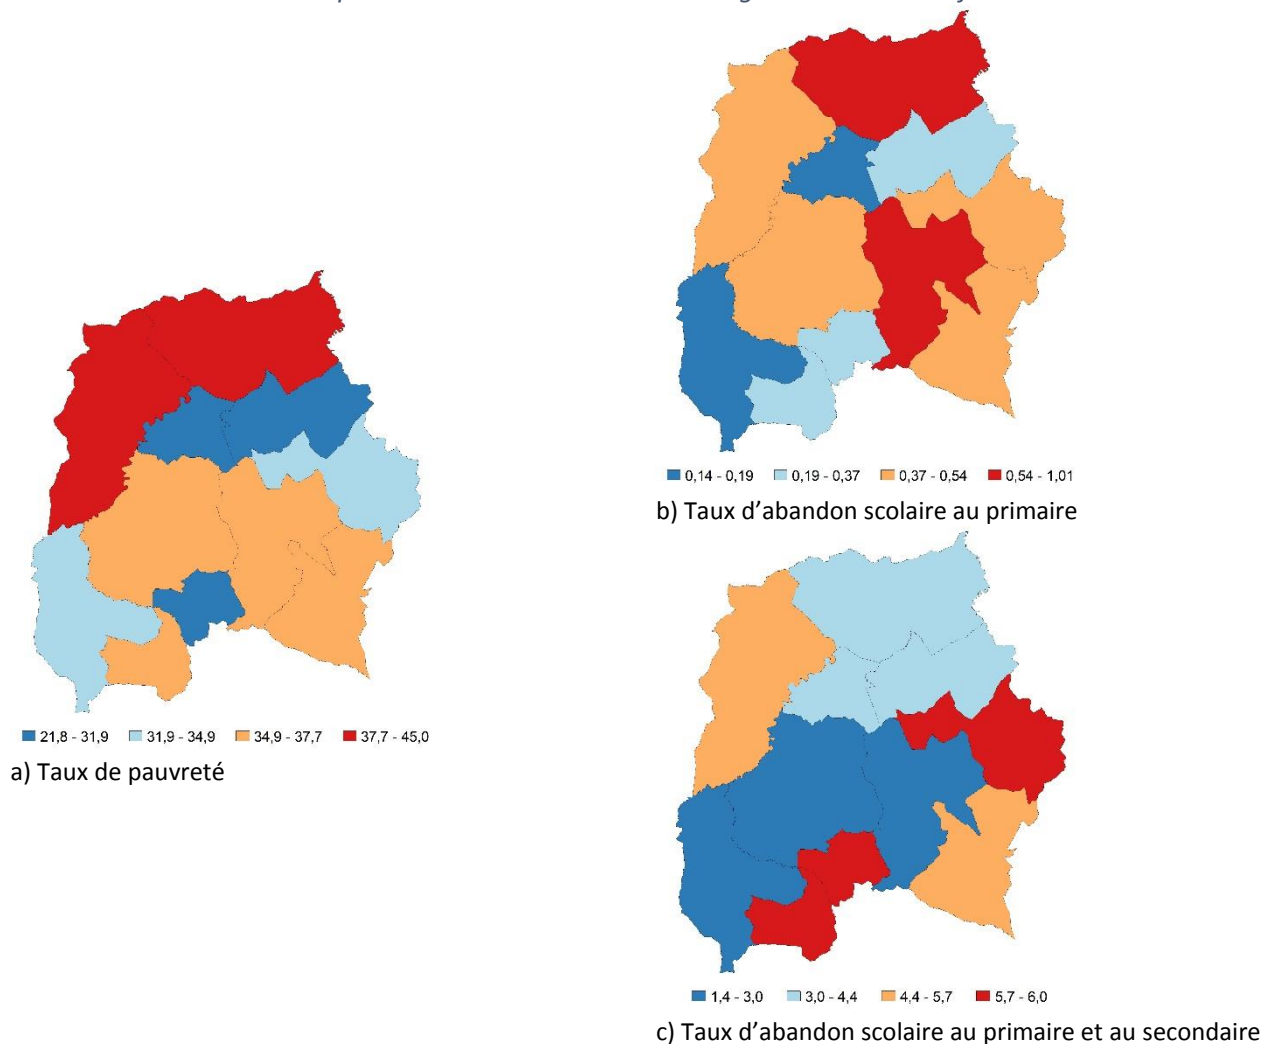 21,8 - 31,9 31,9 - 34,9 34,9 - 37,7 37,7 - 45,0
a) Taux de pauvreté
0,14 - 0,19 0,19 - 0,37 0,37 - 0,54 0,54 - 1,01
b) Taux d’abandon scolaire au primaire
1,4 - 3,0 3,0 - 4,4 4,4 - 5,7 5,7 - 6,0
c) Taux d’abandon scolaire au primaire et au secondaire